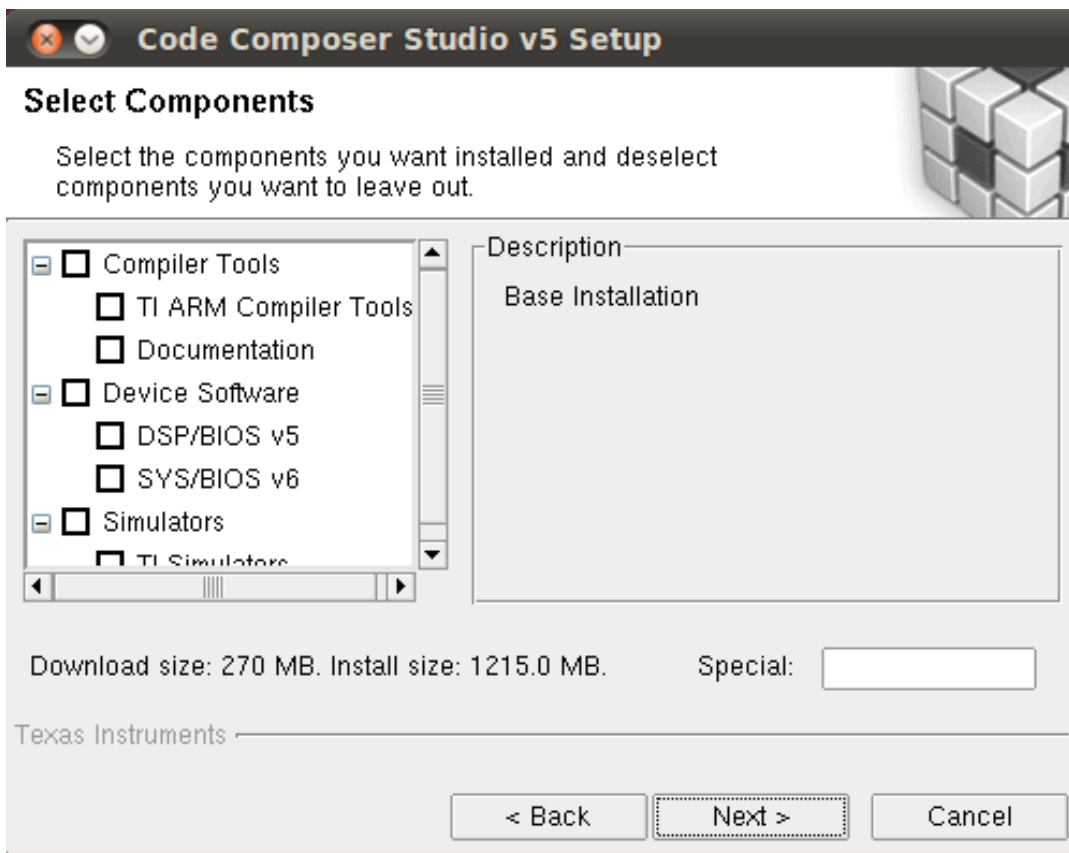 Code Composer Studio v5 Setup
Select Components
Select the components you want installed and deselect
components you want to leave out.
Compiler Tools
TI ARM Compiler Tools
Documentation
Device Software
DSP/BIOS v5
SYS/BIOS v6
Simulators
TI Simulators
Description
Base Installation
Download size: 270 MB. Install size: 1215.0 MB.
Special:
Texas Instruments
< Back
Next >
Cancel